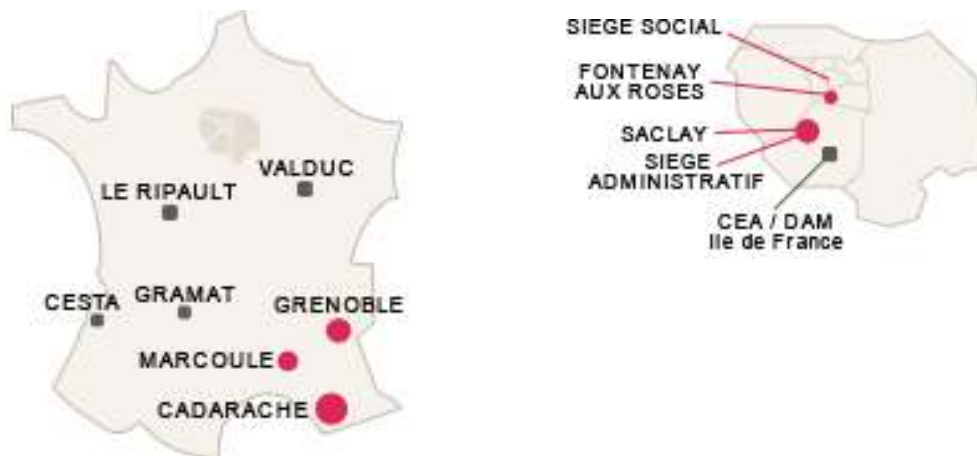 SIEGE SOCIAL
FONTENAY
AUX ROSES
SACLAY
SIEGE
ADMINISTRATIF
CEA / DAM
Ile de France
VALDUC
LE RIPAULT
CESTA
GRAMAT
GRENOBLE
MARCOULE
CADARACHE